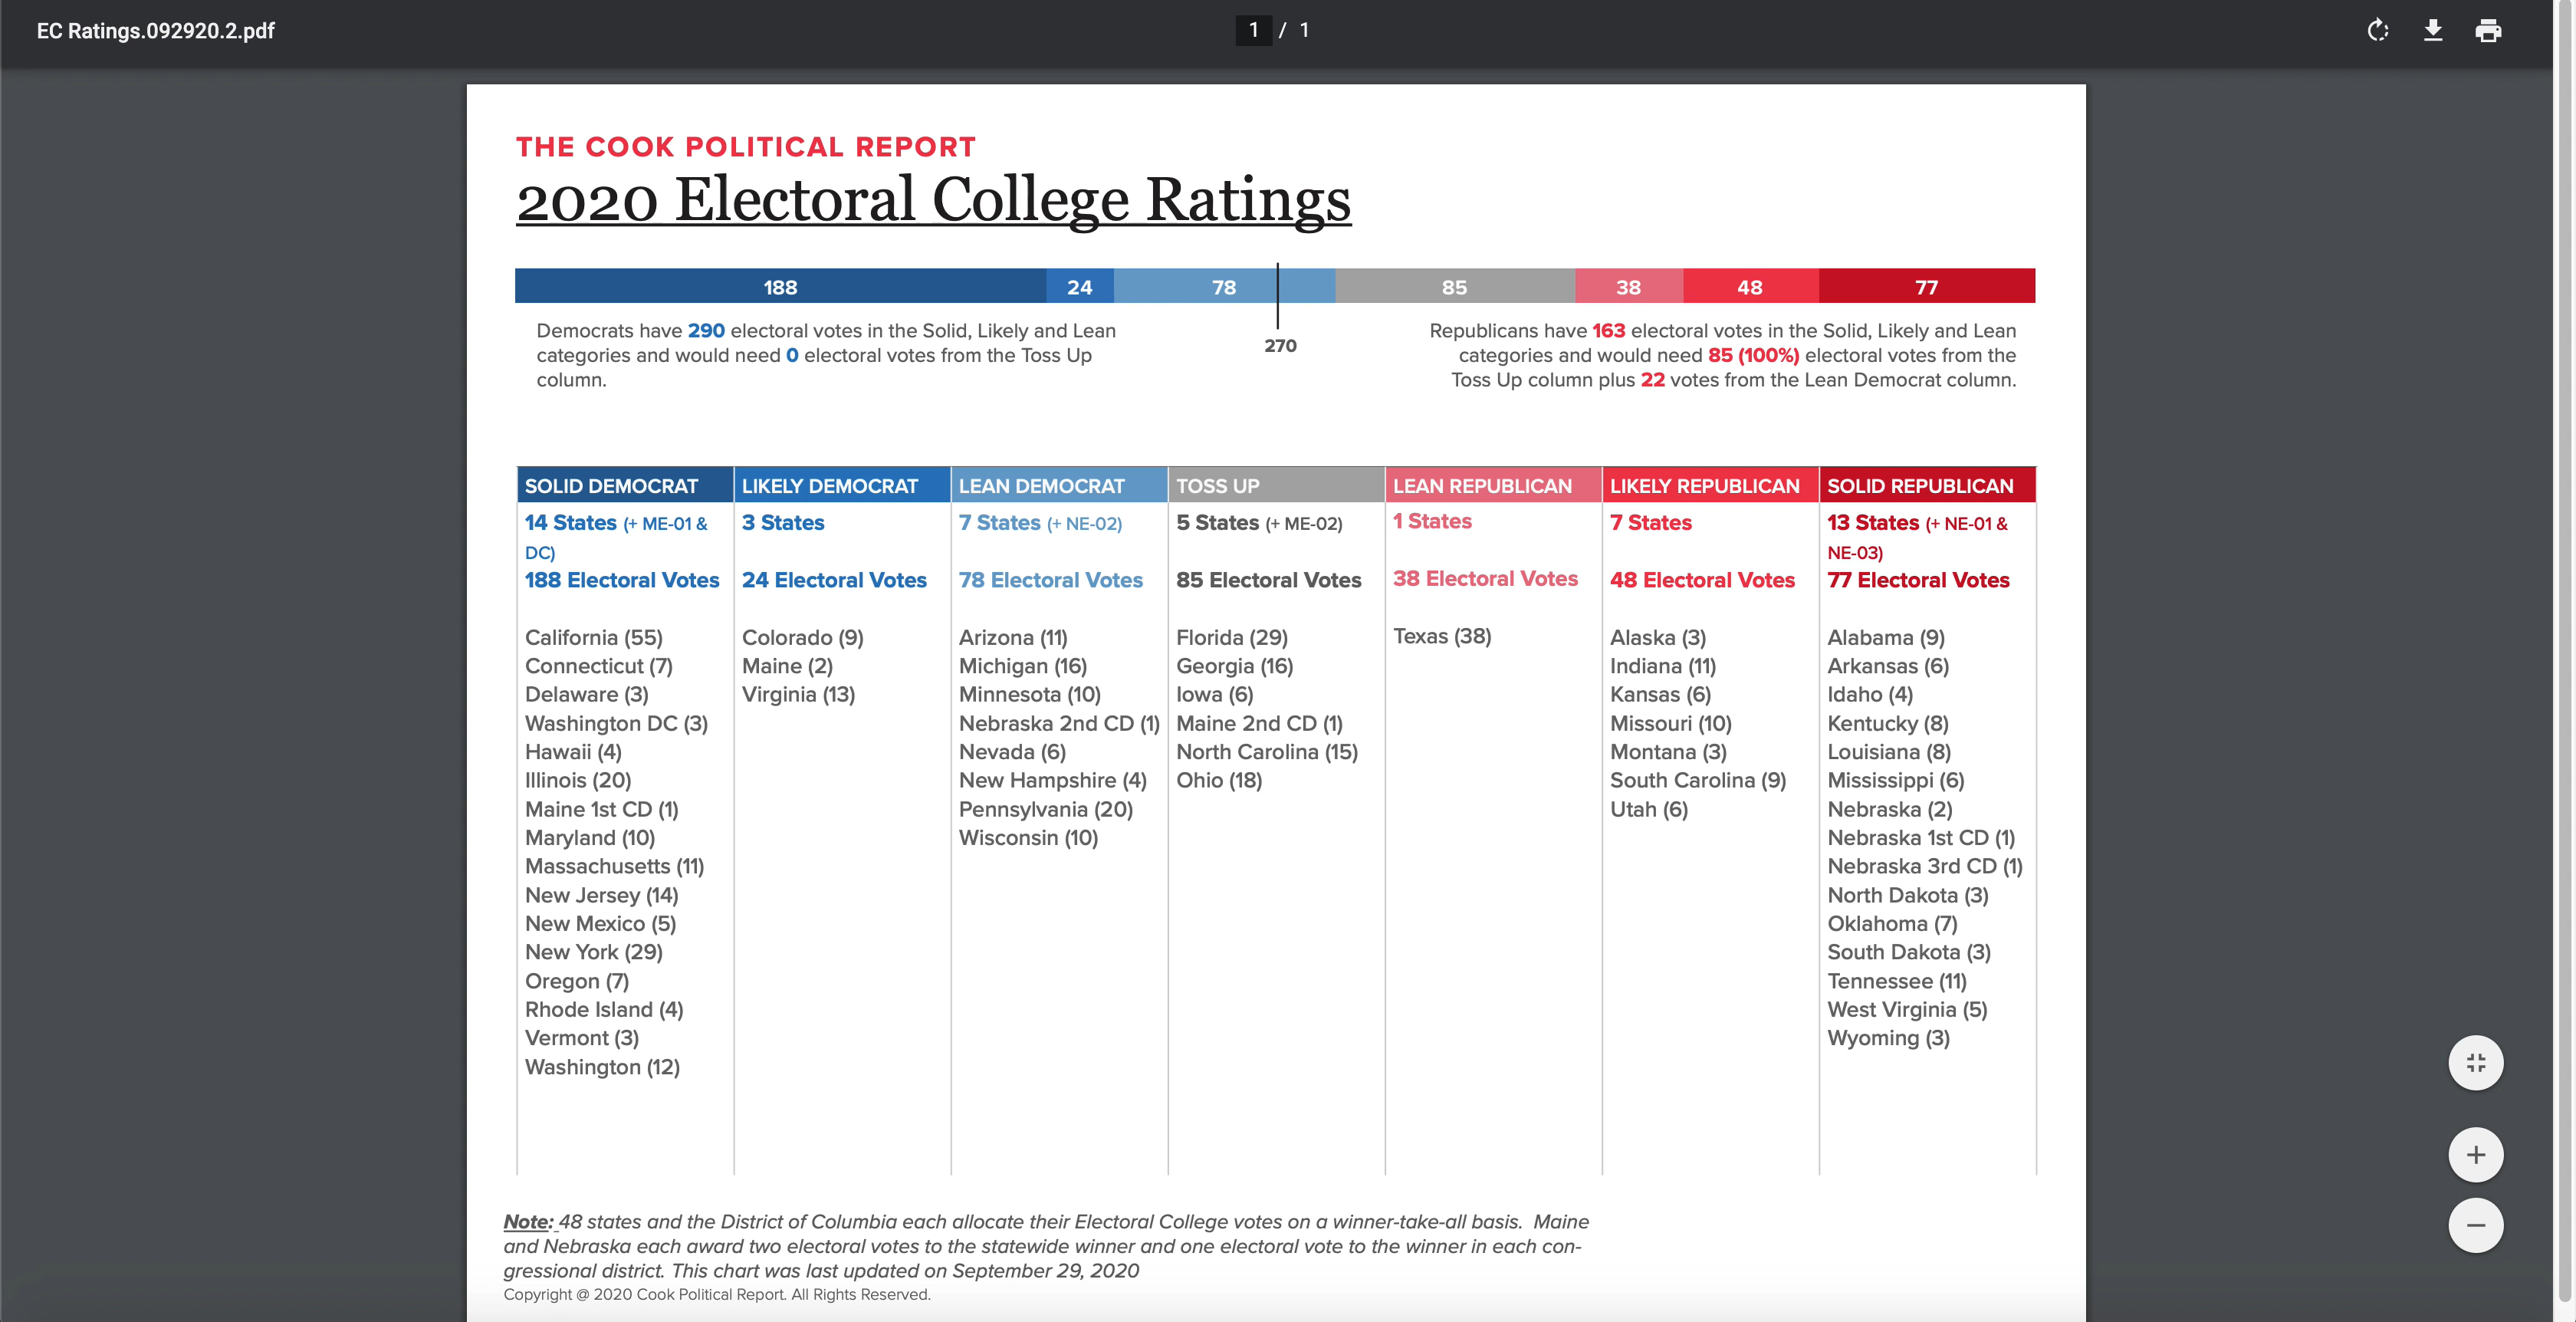 EC Ratings.092920.2.pdf
1 / 1
THE COOK POLITICAL REPORT
2020 Electoral College Ratings
188 24 78 85 38 48 77
270
Democrats have 290 electoral votes in the Solid, Likely and Lean
categories and would need 0 electoral votes from the Toss Up
column.
Republicans have 163 electoral votes in the Solid, Likely and Lean
categories and would need 85 (100%) electoral votes from the
Toss Up column plus 22 votes from the Lean Democrat column.
SOLID DEMOCRAT
14 States (+ ME-01 &
DC)
188 Electoral Votes
California (55)
Connecticut (7)
Delaware (3)
Washington DC (3)
Hawaii (4)
Illinois (20)
Maine 1st CD (1)
Maryland (10)
Massachusetts (11)
New Jersey (14)
New Mexico (5)
New York (29)
Oregon (7)
Rhode Island (4)
Vermont (3)
Washington (12)
LIKELY DEMOCRAT
3 States
24 Electoral Votes
Colorado (9)
Maine (2)
Virginia (13)
LEAN DEMOCRAT
7 States (+ NE-02)
78 Electoral Votes
Arizona (11)
Michigan (16)
Minnesota (10)
Nebraska 2nd CD (1)
Nevada (6)
New Hampshire (4)
Pennsylvania (20)
Wisconsin (10)
TOSS UP
5 States (+ ME-02)
85 Electoral Votes
Florida (29)
Georgia (16)
Iowa (6)
Maine 2nd CD (1)
North Carolina (15)
Ohio (18)
LEAN REPUBLICAN
1 States
38 Electoral Votes
Texas (38)
LIKELY REPUBLICAN
7 States
48 Electoral Votes
Alaska (3)
Indiana (11)
Kansas (6)
Missouri (10)
Montana (3)
South Carolina (9)
Utah (6)
SOLID REPUBLICAN
13 States (+ NE-01 &
NE-03)
77 Electoral Votes
Alabama (9)
Arkansas (6)
Idaho (4)
Kentucky (8)
Louisiana (8)
Mississippi (6)
Nebraska (2)
Nebraska 1st CD (1)
Nebraska 3rd CD (1)
North Dakota (3)
Oklahoma (7)
South Dakota (3)
Tennessee (11)
West Virginia (5)
Wyoming (3)
Note: 48 states and the District of Columbia each allocate their Electoral College votes on a winner-take-all basis. Maine
and Nebraska each award two electoral votes to the statewide winner and one electoral vote to the winner in each con-
gressional district. This chart was last updated on September 29, 2020
Copyright @ 2020 Cook Political Report. All Rights Reserved.